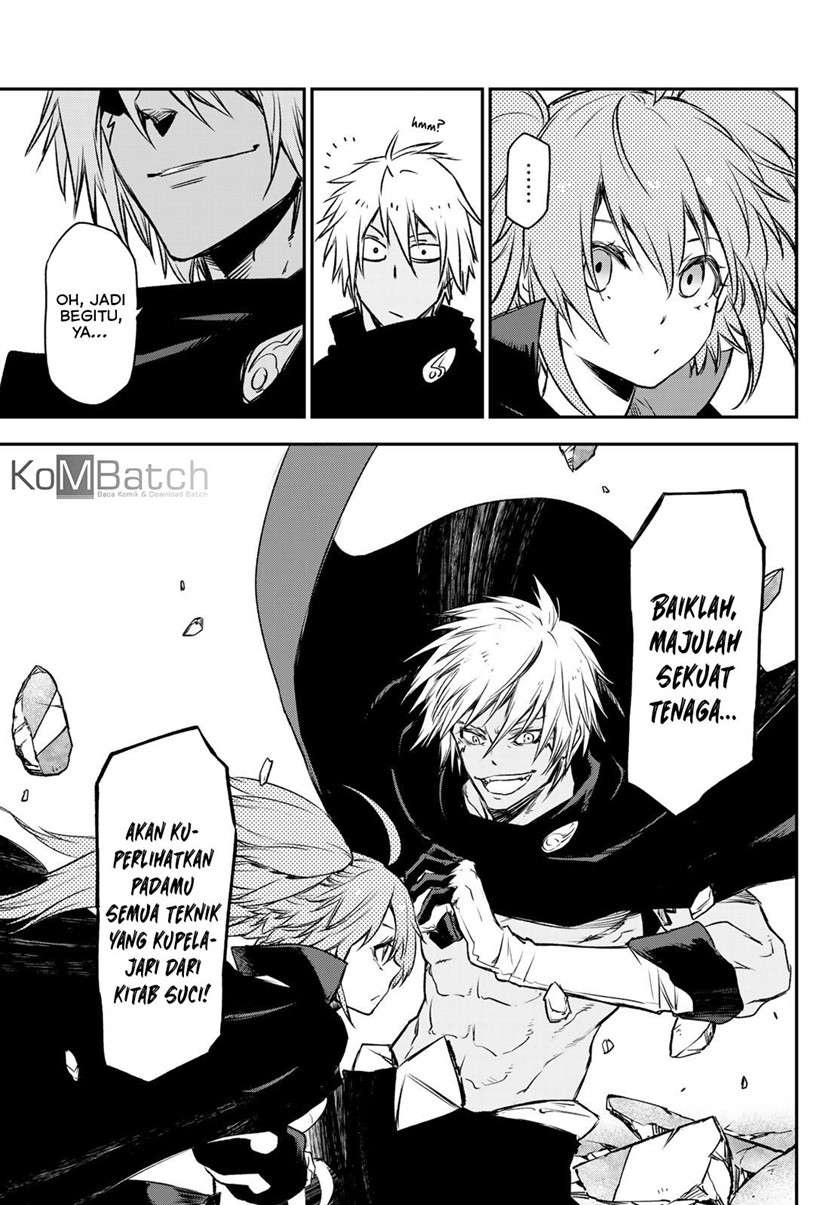 ........
hmm?
OH, JADI
BEGITU,
YA...
KoMBatch
Baca Komik & Download Batch
BAIKLAH,
MAJULAH
SEKUAT
TENAGA...
AKAN KU-
PERLIHATKAN
PADAMU
SEMUA TEKNIK
YANG KUPELA-
JARI DARI
KITAB SUCI!